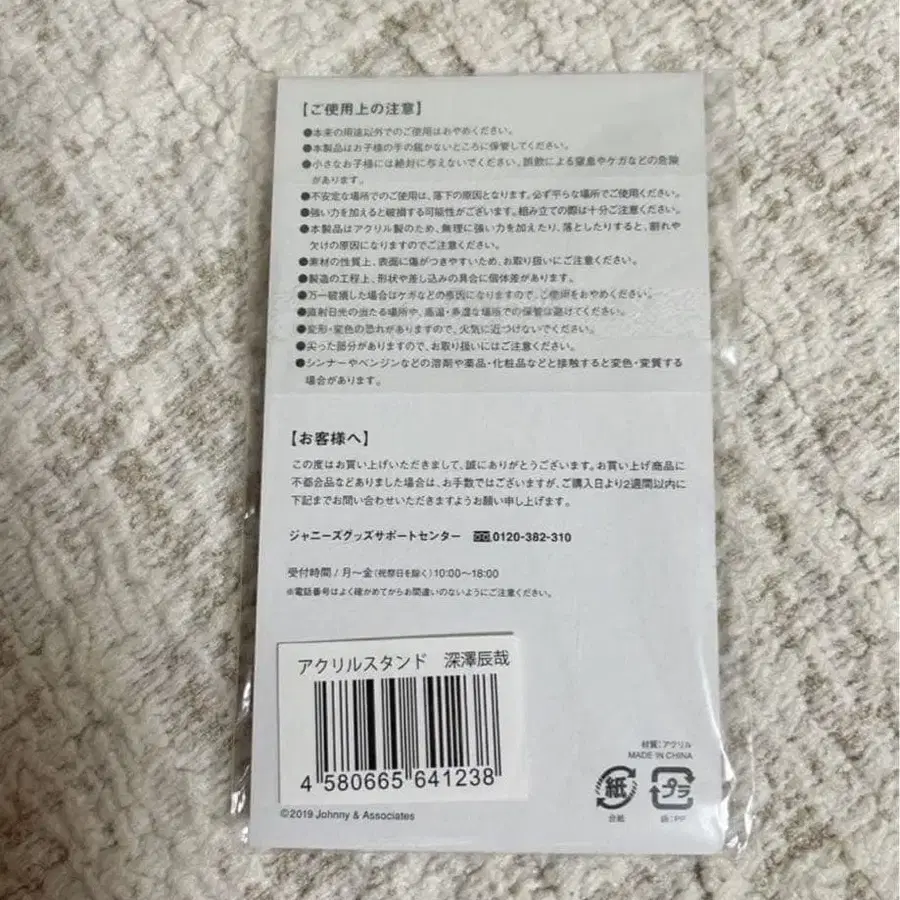 【ご使用上の注意】
●本来の用途以外でのご使用はおやめください。
●本製品はお子様の手の届かないところに保管してください。
●小さなお子様には絶対に与えないでください。誤飲による窒息やケガなどの危険
があります。
●不安定な場所でのご使用は、落下の原因となります。必ず平らな場所でご使用ください。
●強い力を加えると破損する可能性がございます。組み立ての際は十分ご注意ください。
●本製品はアクリル製のため、無理に強い力を加えたり、落としたりすると、割れや
欠けの原因になりますのでご注意ください。
●素材の性質上、表面に傷がつきやすいため、お取り扱いにご注意ください。
●製造の工程上、形状や差し込みの具合に個体差があります。
●万一破損した場合はケガなどの原因になりますので、ご使用をおやめください。
●直射日光の当たる場所や、高温・多湿な場所での保管は避けてください。
●変形・変色の恐れがありますので、火気に近づけないでください。
●尖った部分がありますので、お取り扱いにはご注意ください。
●シンナーやベンジンなどの溶剤や薬品・化粧品などと接触すると変色・変質する
場合があります。
【お客様へ】
この度はお買い上げいただきまして、誠にありがとうございます。お買い上げ商品に
不都合品などありました場合は、お手数ではございますが、ご購入日より2週間以内に
下記までお問い合わせいただきますようお願い申し上げます。
ジャニーズグッズサポートセンター 0120-382-310
受付時間/月〜金(祝祭日を除く)10:00〜18:00
※電話番号はよく確かめてからお間違いのないようにご注意ください。
アクリルスタンド 深澤辰哉
4 580665 641238
©2019 Johnny & Associates
材質:アクリル
MADE IN CHINA
紙
プラ
台紙
袋:PP